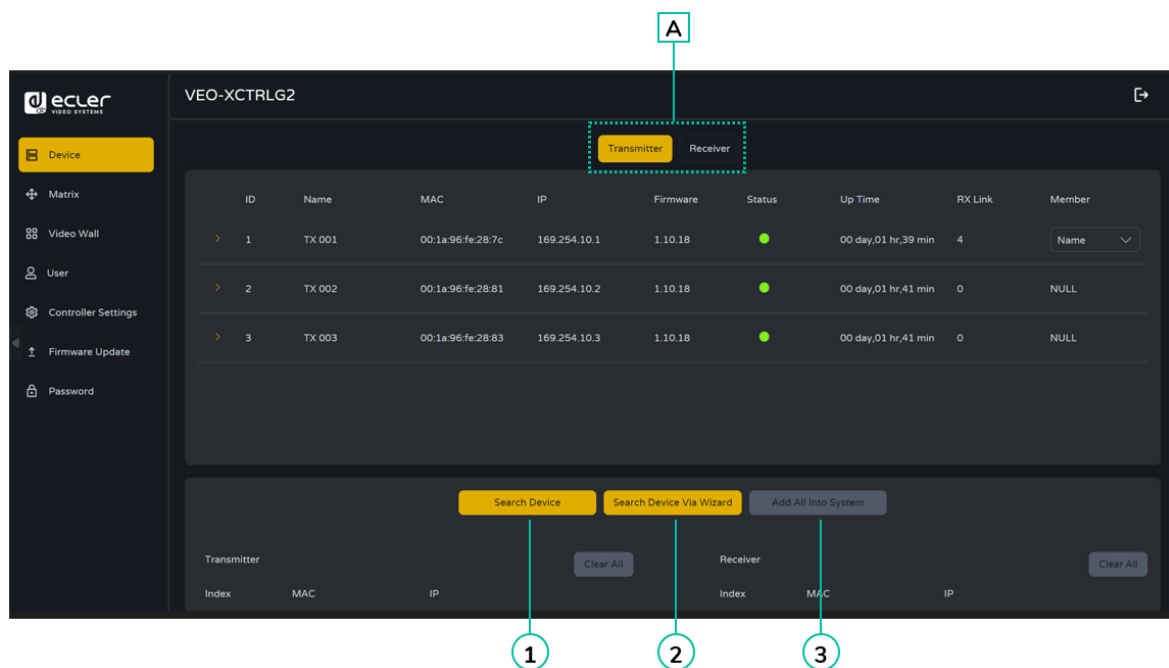 A
ecler
VIDEO SYSTEMS
VEO-XCTRLG2
Device
Matrix
Video Wall
User
Controller Settings
Firmware Update
Password
Transmitter Receiver
ID Name MAC IP Firmware Status Up Time RX Link Member
1 TX 001 00:1a:96:fe:28:7c 169.254.10.1 1.10.18 00 day,01 hr,39 min 4 Name
2 TX 002 00:1a:96:fe:28:81 169.254.10.2 1.10.18 00 day,01 hr,41 min 0 NULL
3 TX 003 00:1a:96:fe:28:83 169.254.10.3 1.10.18 00 day,01 hr,41 min 0 NULL
Search Device Search Device Via Wizard Add All Into System
Transmitter Clear All Receiver Clear All
Index MAC IP Index MAC IP
1 2 3